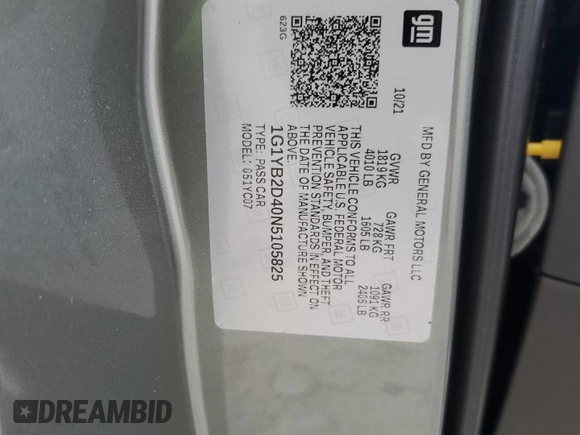 gm
623G
MFD BY GENERAL MOTORS LLC
10/21
GVWR
1819 KG
4010 LB
GAWR FRT
728 KG
1605 LB
GAWR RR
1091 KG
2405 LB
THIS VEHICLE CONFORMS TO ALL
APPLICABLE U.S. FEDERAL MOTOR
VEHICLE SAFETY, BUMPER, AND THEFT
PREVENTION STANDARDS IN EFFECT ON
THE DATE OF MANUFACTURE SHOWN
ABOVE.
1G1YB2D40N5105825
TYPE: PASS CAR
MODEL: 051YC07
DREAMBID